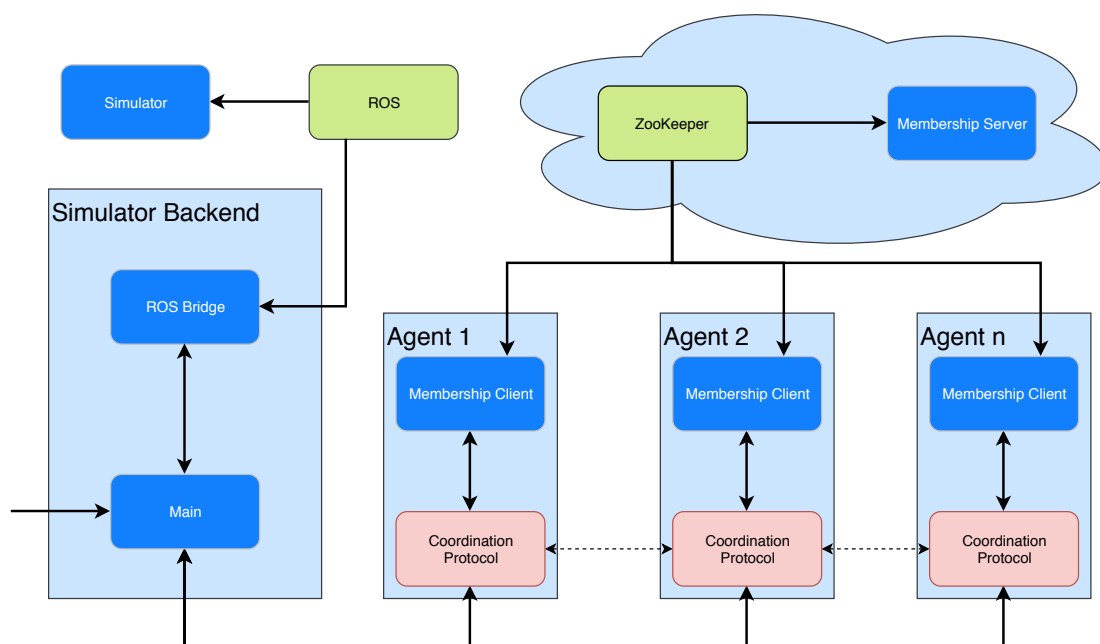 Simulator
ROS
ZooKeeper
Membership Server
Simulator Backend
ROS Bridge
Main
Agent 1
Membership Client
Coordination
Protocol
Agent 2
Membership Client
Coordination
Protocol
Agent n
Membership Client
Coordination
Protocol